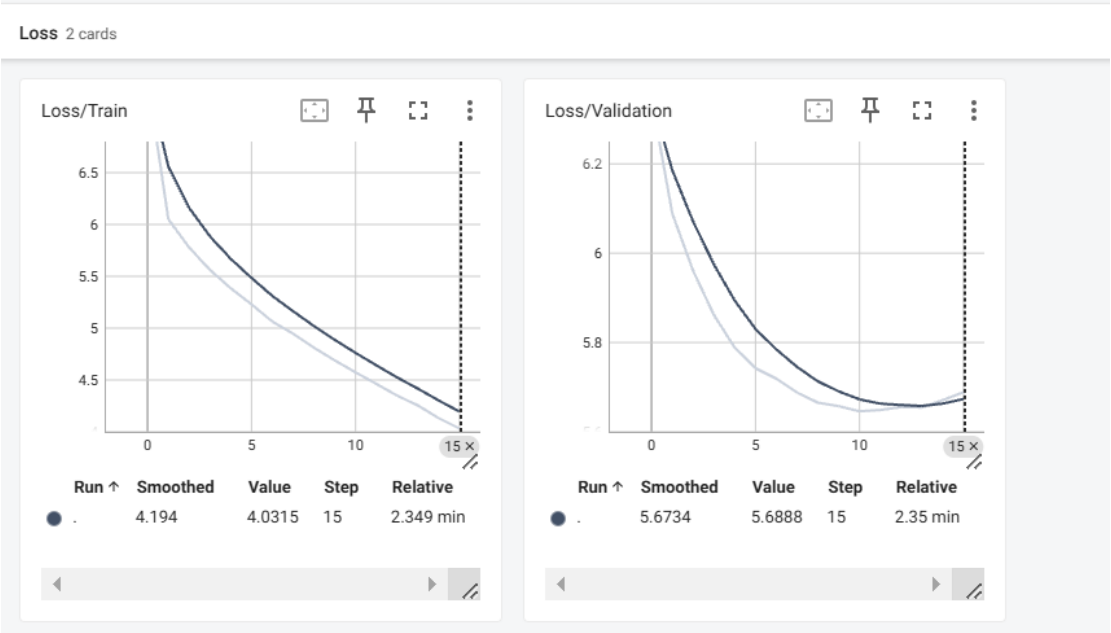 Loss 2 cards
Loss/Train
6.5
6
5.5
5
4.5
0 5 10 15 ×
Run ↑ Smoothed Value Step Relative
. 4.194 4.0315 15 2.349 min
Loss/Validation
6.2
6
5.8
0 5 10 15 ×
Run ↑ Smoothed Value Step Relative
. 5.6734 5.6888 15 2.35 min